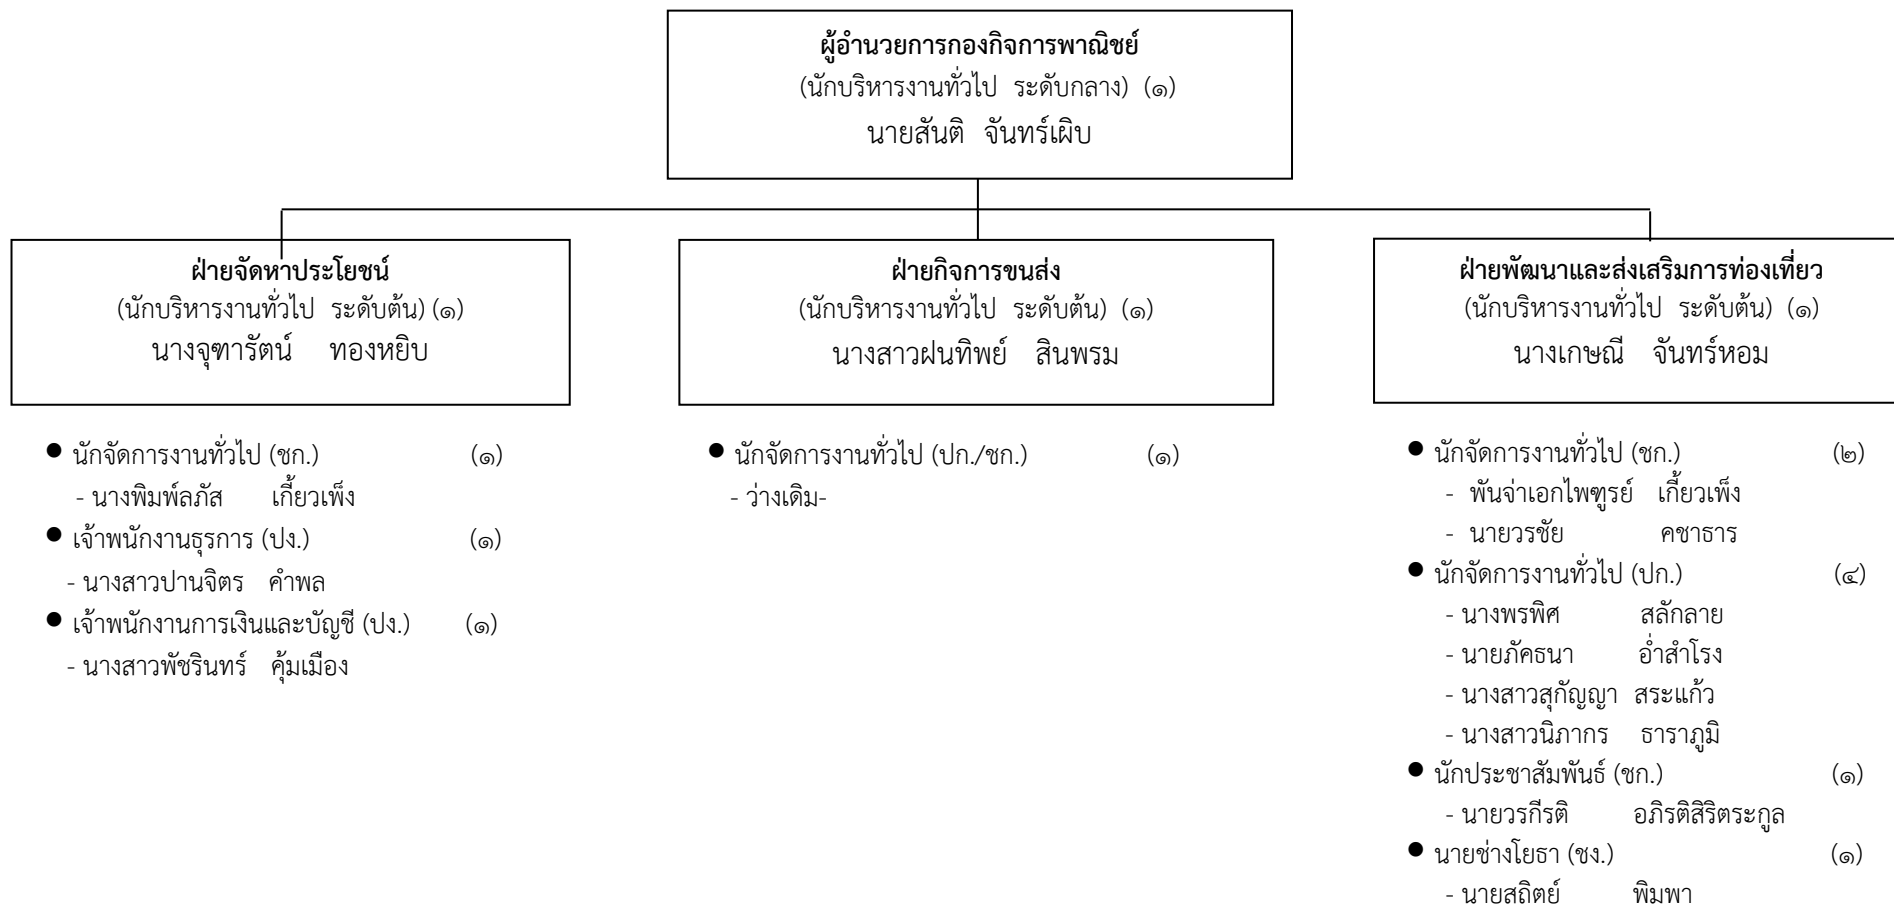 ผู้อำนวยการกองกิจการพาณิชย์
(นักบริหารงานทั่วไป ระดับกลาง) (๑)
นายสันติ จันทร์เผิบ
ฝ่ายจัดหาประโยชน์
(นักบริหารงานทั่วไป ระดับต้น) (๑)
นางจุฑารัตน์ ทองหยิบ
● นักจัดการงานทั่วไป (ชก.) (๑)
- นางพิมพ์ลภัส เกี้ยวเพ็ง
● เจ้าพนักงานธุรการ (ปง.) (๑)
- นางสาวปานจิตร คำพล
● เจ้าพนักงานการเงินและบัญชี (ปง.) (๑)
- นางสาวพัชรินทร์ คุ้มเมือง
ฝ่ายกิจการขนส่ง
(นักบริหารงานทั่วไป ระดับต้น) (๑)
นางสาวฝนทิพย์ สินพรม
● นักจัดการงานทั่วไป (ปก./ชก.) (๑)
- ว่างเดิม-
ฝ่ายพัฒนาและส่งเสริมการท่องเที่ยว
(นักบริหารงานทั่วไป ระดับต้น) (๑)
นางเกษณี จันทร์หอม
● นักจัดการงานทั่วไป (ชก.) (๒)
- พันจ่าเอกไพฑูรย์ เกี้ยวเพ็ง
- นายวรชัย คชาธาร
● นักจัดการงานทั่วไป (ปก.) (๔)
- นางพรพิศ สลักลาย
- นายภัคธนา อ่ำสำโรง
- นางสาวสุกัญญา สระแก้ว
- นางสาวนิภากร ธาราภูมิ
● นักประชาสัมพันธ์ (ชก.) (๑)
- นายวรกีรติ อภิรติสิริตระกูล
● นายช่างโยธา (ชง.) (๑)
- นายสถิตย์ พิมพา